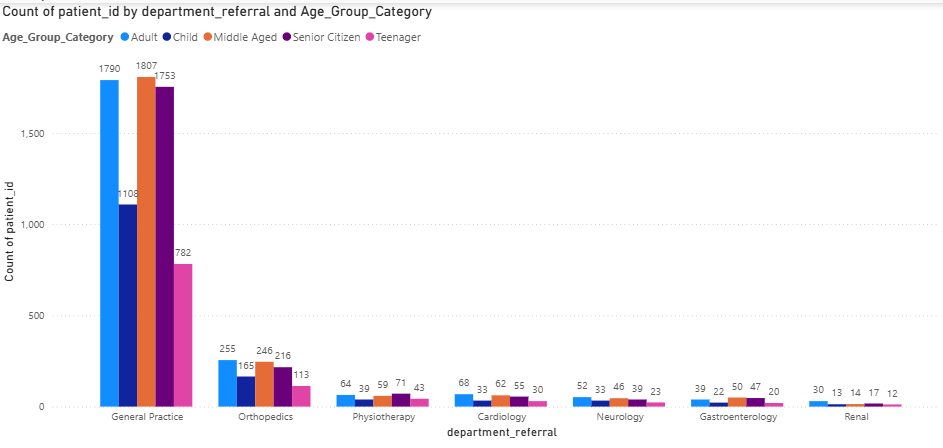 Count of patient_id by department_referral and Age_Group_Category
Age_Group_Category Adult Child Middle Aged Senior Citizen Teenager
Count of patient_id
1,500
1,000
500
0
1790 1108 1807 1753 782
255 165 246 216 113
64 39 59 71 43
68 33 62 55 30
52 33 46 39 23
39 22 50 47 20
30 13 14 17 12
General Practice Orthopedics Physiotherapy Cardiology Neurology Gastroenterology Renal
department_referral